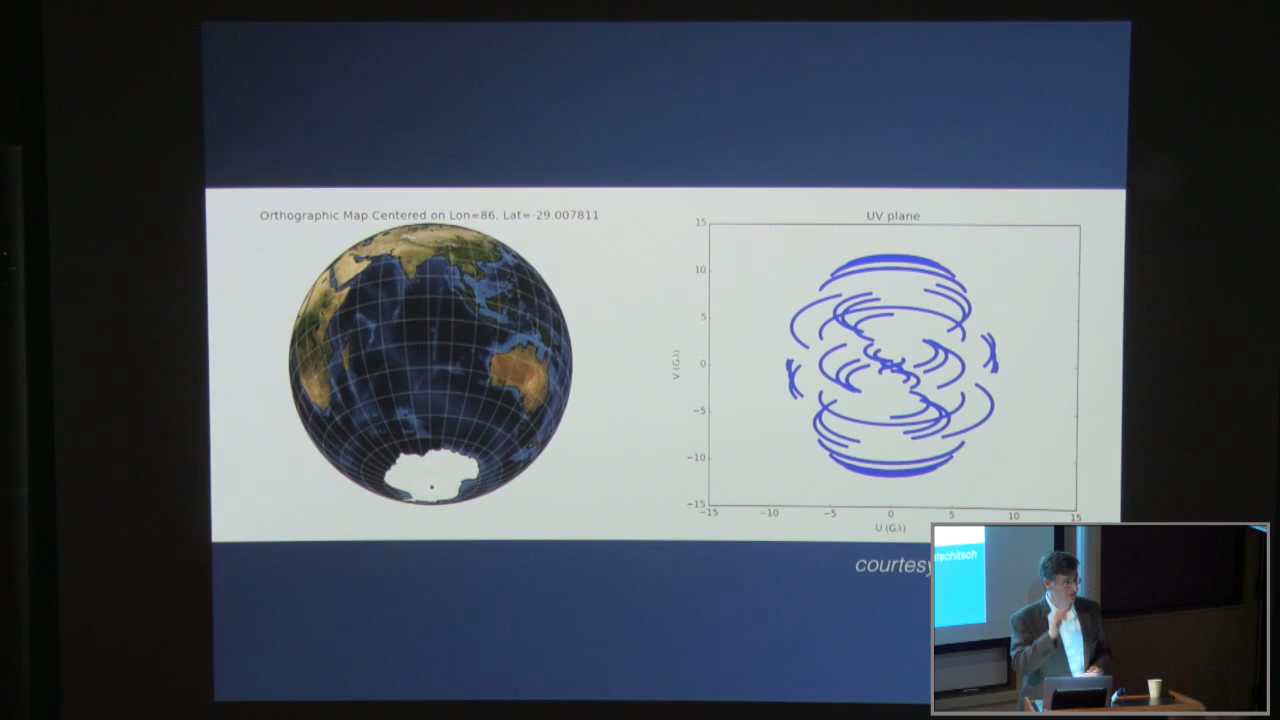 Orthographic Map Centered on Lon=86, Lat=-29.007811
UV plane
15
10
5
0
−5
−10
−15
V (Gλ)
−15
−10
−5
0
5
10
15
U (Gλ)
courtesy